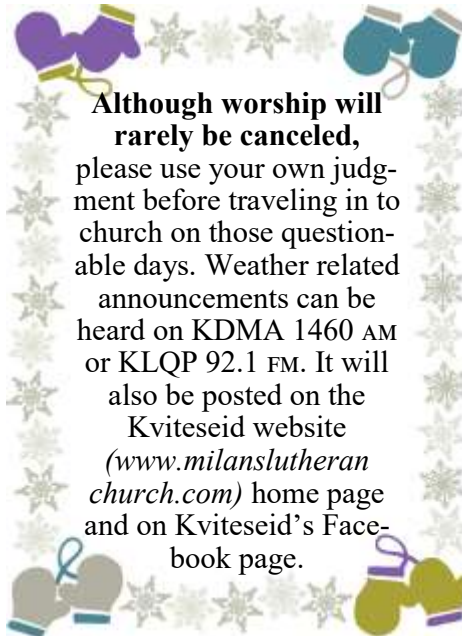 Although worship will
rarely be canceled,
please use your own judg-
ment before traveling in to
church on those question-
able days. Weather related
announcements can be
heard on KDMA 1460 AM
or KLQP 92.1 FM. It will
also be posted on the
Kviteseid website
(www.milanslutheran
church.com) home page
and on Kviteseid’s Face-
book page.